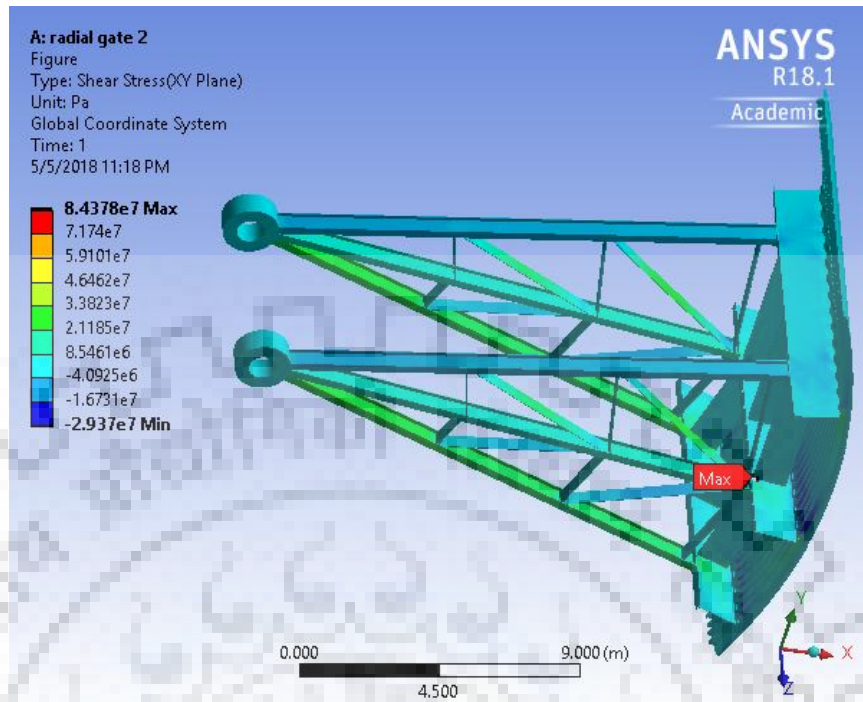 A: radial gate 2
Figure
Type: Shear Stress(XY Plane)
Unit: Pa
Global Coordinate System
Time: 1
5/5/2018 11:18 PM
ANSYS
R18.1
Academic
8.4378e7 Max
7.174e7
5.9101e7
4.6462e7
3.3823e7
2.1185e7
8.5461e6
-4.0925e6
-1.6731e7
-2.937e7 Min
Max
0.000 9.000 (m)
4.500
Y
X
Z